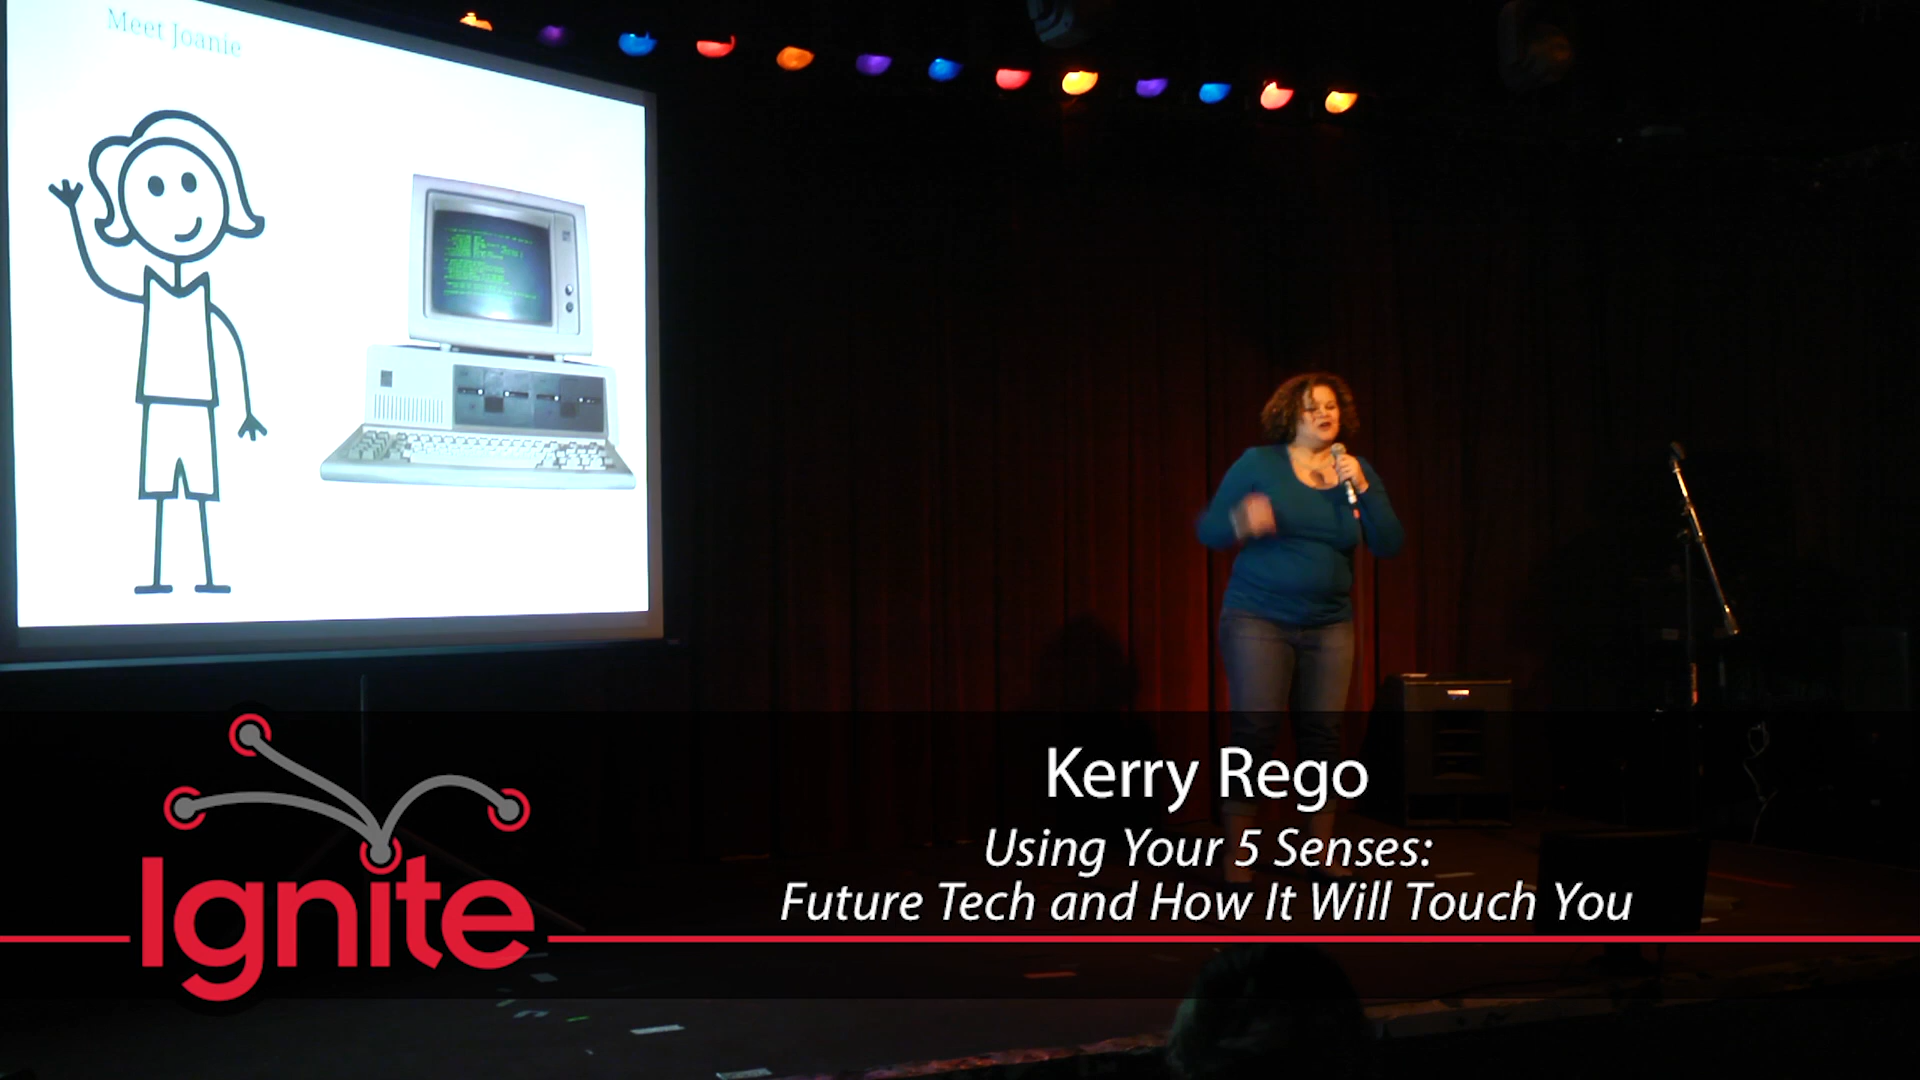 Meet Joanie
Kerry Rego
Using Your 5 Senses:
Future Tech and How It Will Touch You
Ignite